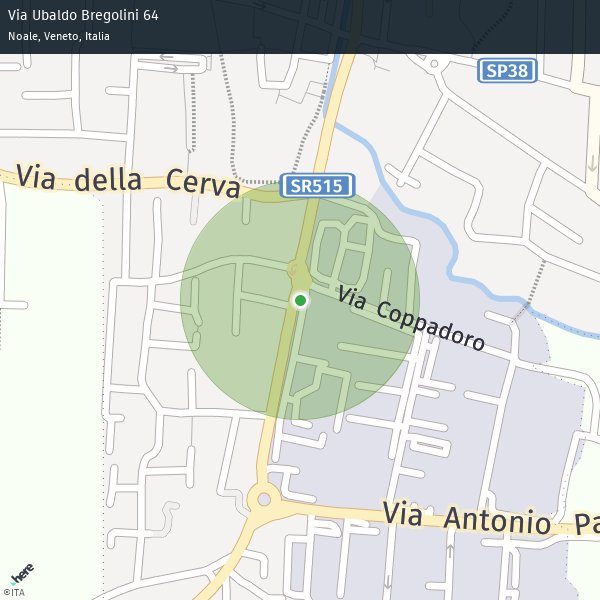 Via Ubaldo Bregolini 64
Noale, Veneto, Italia
SP38
Via della Cerva
SR515
Via Coppadoro
Via Antonio Pa
here
©ITA